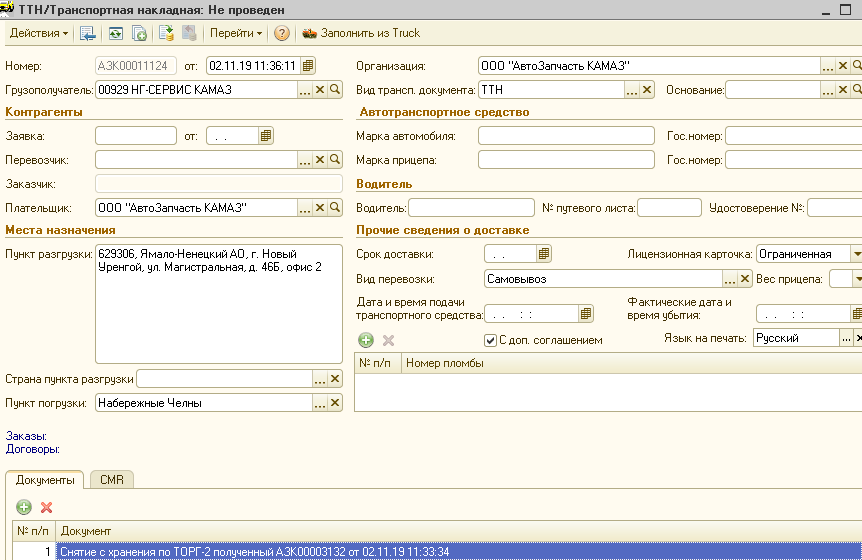 ТТН/Транспортная накладная: Не проведен
Действия Перейти ? Заполнить из Truck
Номер: АЗК00011124 от: 02.11.19 11:36:11 Организация: ООО "АвтоЗапчасть КАМАЗ"
Грузополучатель: 00929 НГ-СЕРВИС КАМАЗ Вид трансп. документа: ТТН Основание:
Контрагенты Автотранспортное средство
Заявка: от: . . Марка автомобиля: Гос.номер:
Перевозчик: Марка прицепа: Гос.номер:
Заказчик: Водитель
Плательщик: ООО "АвтоЗапчасть КАМАЗ" Водитель: № путевого листа: Удостоверение №:
Места назначения Прочие сведения о доставке
Пункт разгрузки: 629306, Ямало-Ненецкий АО, г. Новый Срок доставки: . . Лицензионная карточка: Ограниченная
Уренгой, ул. Магистральная, д. 46Б, офис 2
Вид перевозки: Самовывоз Вес прицепа:
Дата и время подачи Фактические дата и
транспортного средства: . . : : время убытия: . . : :
С доп. соглашением Язык на печать: Русский
№ п/п Номер пломбы
Страна пункта разгрузки
Пункт погрузки: Набережные Челны
Заказы:
Договоры:
Документы CMR
№ п/п Документ
1 Снятие с хранения по ТОРГ-2 полученный АЗК00003132 от 02.11.19 11:33:34